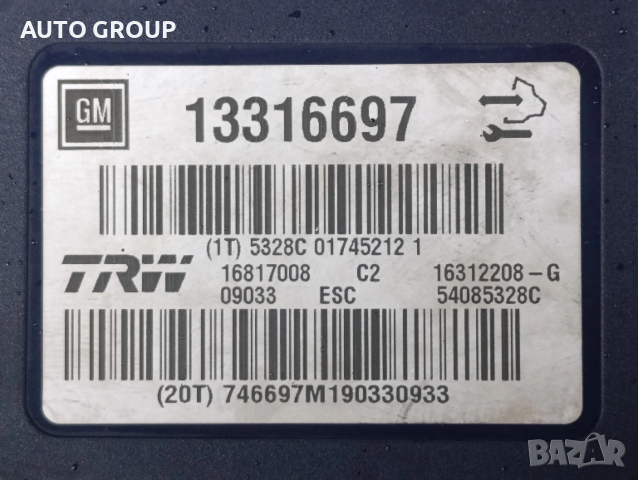 AUTO GROUP
GM 13316697
(1T) 5328C 01745212 1
TRW 16817008 C2 16312208-G
09033 ESC 54085328C
(20T) 746697M190330933
BAZAR